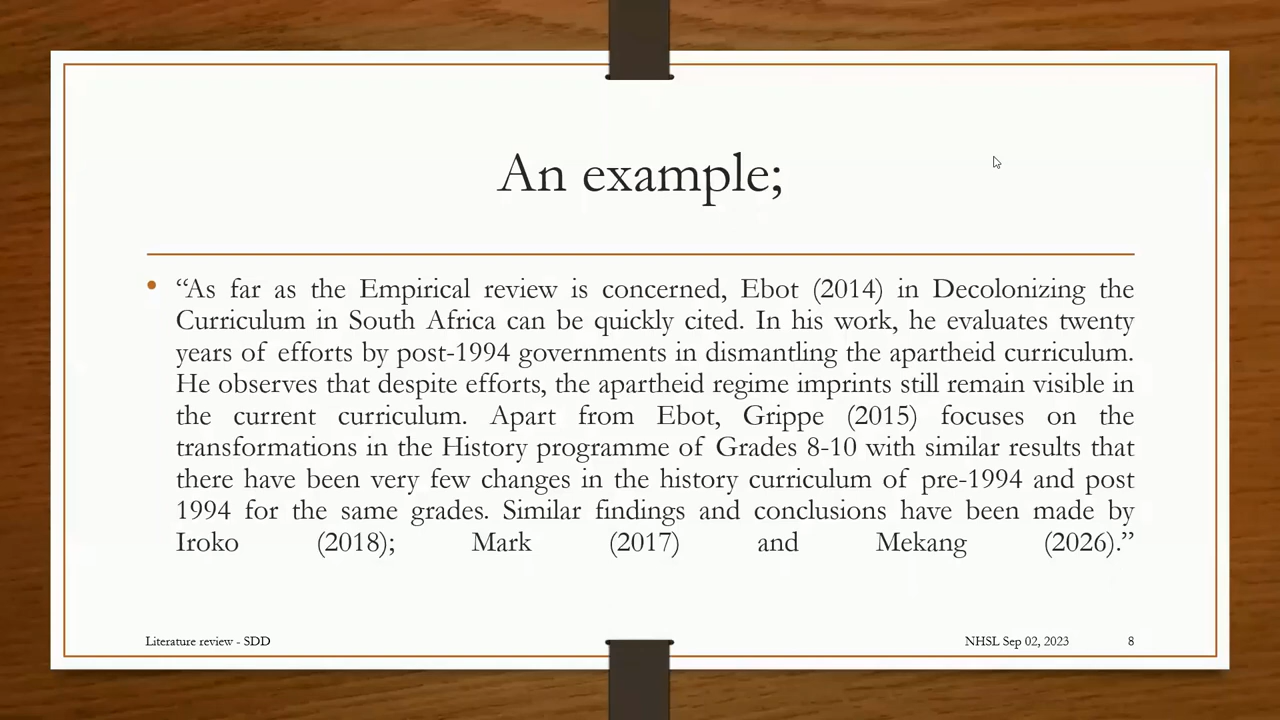 An example;
• “As far as the Empirical review is concerned, Ebot (2014) in Decolonizing the
Curriculum in South Africa can be quickly cited. In his work, he evaluates twenty
years of efforts by post-1994 governments in dismantling the apartheid curriculum.
He observes that despite efforts, the apartheid regime imprints still remain visible in
the current curriculum. Apart from Ebot, Grippe (2015) focuses on the
transformations in the History programme of Grades 8-10 with similar results that
there have been very few changes in the history curriculum of pre-1994 and post
1994 for the same grades. Similar findings and conclusions have been made by
Iroko (2018); Mark (2017) and Mekang (2026).”
Literature review - SDD
NHSL Sep 02, 2023
8